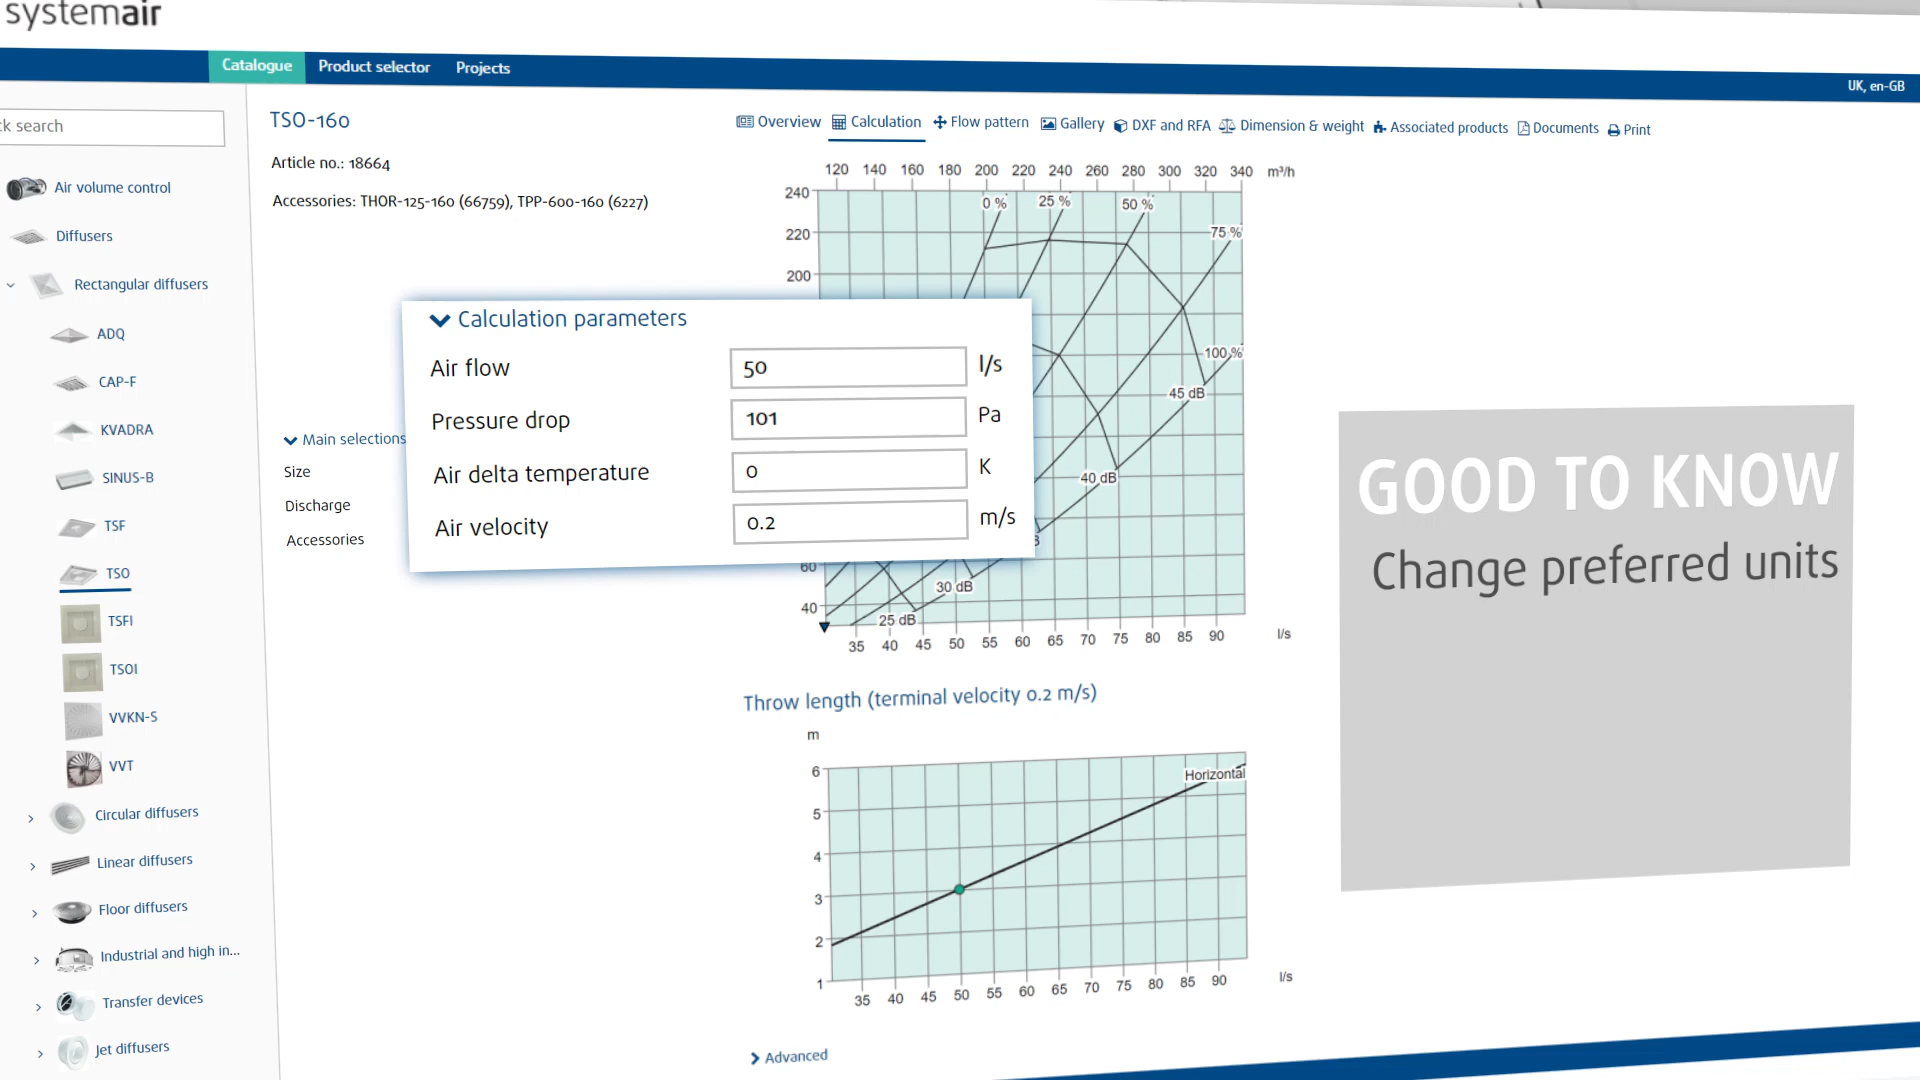 systemair
Catalogue Product selector Projects
UK, en-GB
ck search
Air volume control
Diffusers
Rectangular diffusers
ADQ
CAP-F
KVADRA
SINUS-B
TSF
TSO
TSFI
TSOI
VVKN-S
VVT
Circular diffusers
Linear diffusers
Floor diffusers
Industrial and high in...
Transfer devices
Jet diffusers
TSO-160
Article no.: 18664
Accessories: THOR-125-160 (66759), TPP-600-160 (6227)
Main selections
Size
Discharge
Accessories
Overview Calculation Flow pattern Gallery DXF and RFA Dimension & weight Associated products Documents Print
120 140 160 180 200 220 240 260 280 300 320 340 m³/h
240
220
200
60
40
0 % 25 % 50 %
75 %
100 %
45 dB
40 dB
30 dB
25 dB
35 40 45 50 55 60 65 70 75 80 85 90 l/s
Calculation parameters
Air flow 50 l/s
Pressure drop 101 Pa
Air delta temperature 0 K
Air velocity 0.2 m/s
Throw length (terminal velocity 0.2 m/s)
m
6
5
4
3
2
1
Horizontal
35 40 45 50 55 60 65 70 75 80 85 90 l/s
Advanced
GOOD TO KNOW
Change preferred units